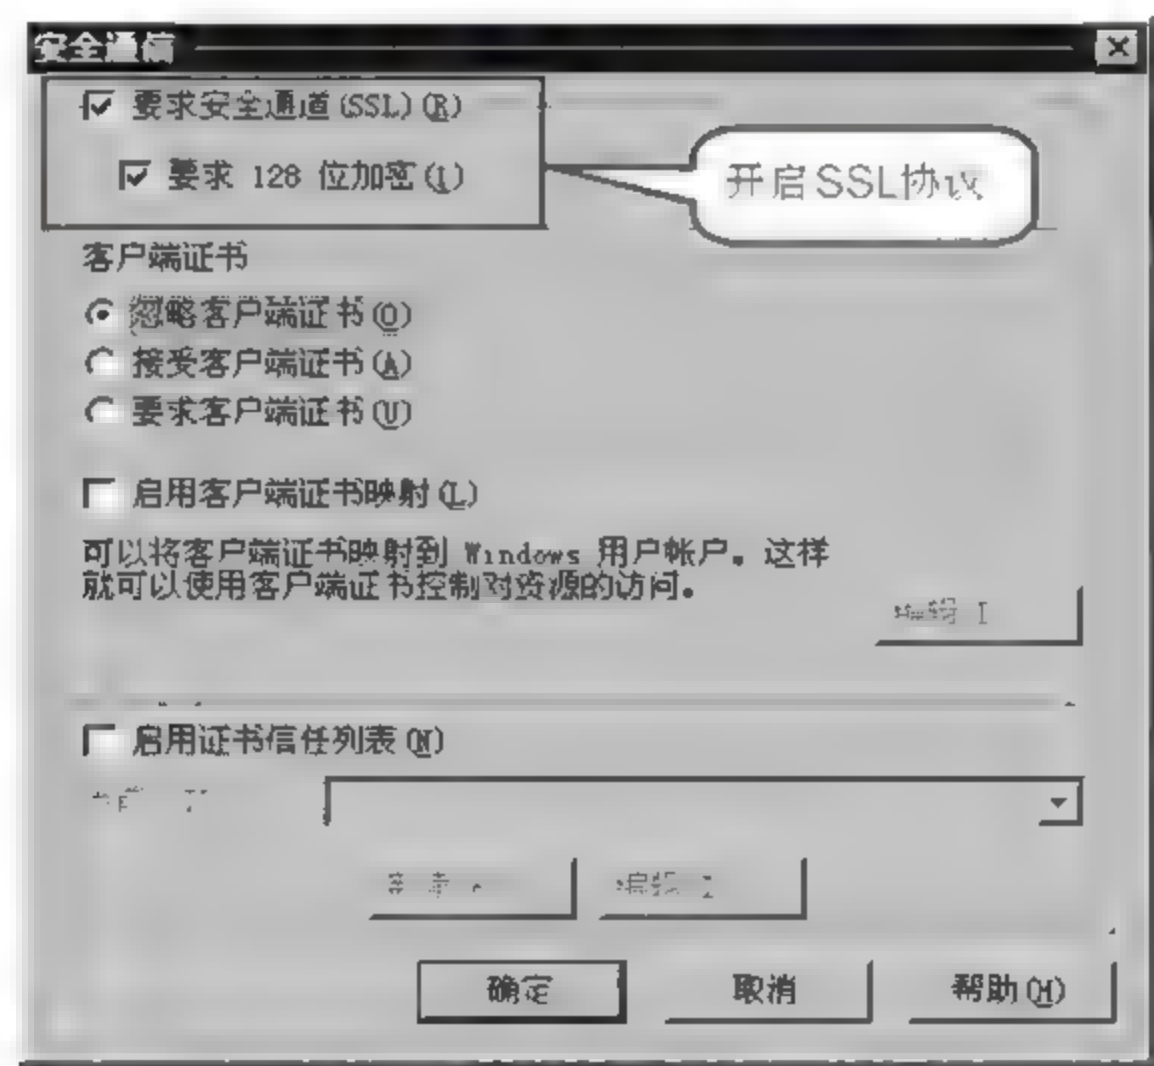 安全通信
要求安全通道(SSL)(R)
要求 128 位加密(1)
开启SSL协议
客户端证书
忽略客户端证书(O)
接受客户端证书(A)
要求客户端证书(U)
启用客户端证书映射(L)
可以将客户端证书映射到 Windows 用户帐户。这样
就可以使用客户端证书控制对资源的访问。
启用证书信任列表(N)
确定
取消
帮助(H)